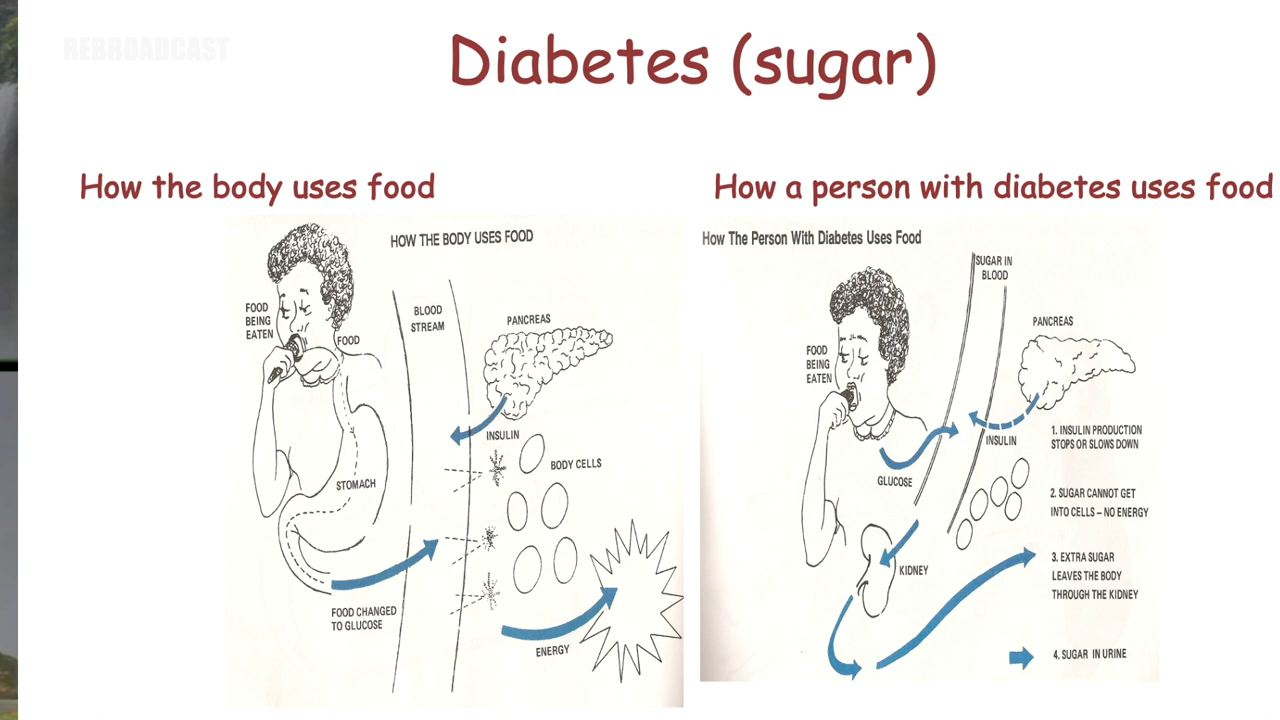 REBROADCAST
Diabetes (sugar)
How the body uses food
HOW THE BODY USES FOOD
FOOD
BEING
EATEN
FOOD
BLOOD
STREAM
PANCREAS
INSULIN
BODY CELLS
STOMACH
FOOD CHANGED
TO GLUCOSE
ENERGY
How a person with diabetes uses food
How The Person With Diabetes Uses Food
SUGAR IN
BLOOD
PANCREAS
FOOD
BEING
EATEN
INSULIN
GLUCOSE
KIDNEY
1. INSULIN PRODUCTION
STOPS OR SLOWS DOWN
2. SUGAR CANNOT GET
INTO CELLS – NO ENERGY
3. EXTRA SUGAR
LEAVES THE BODY
THROUGH THE KIDNEY
4. SUGAR IN URINE